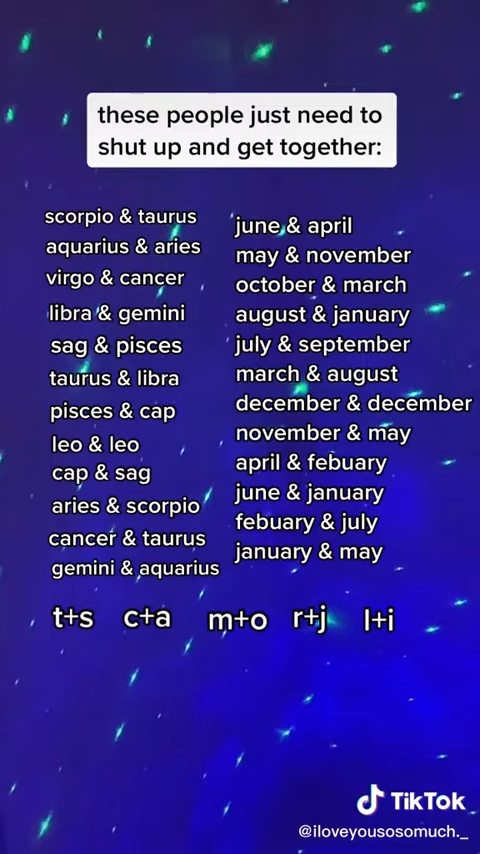 these people just need to
shut up and get together:
scorpio & taurus
aquarius & aries
virgo & cancer
libra & gemini
sag & pisces
taurus & libra
pisces & cap
leo & leo
cap & sag
aries & scorpio
cancer & taurus
gemini & aquarius
june & april
may & november
october & march
august & january
july & september
march & august
december & december
november & may
april & febuary
june & january
febuary & july
january & may
t+s c+a m+o r+j l+i
TikTok
@iloveyousosomuch._